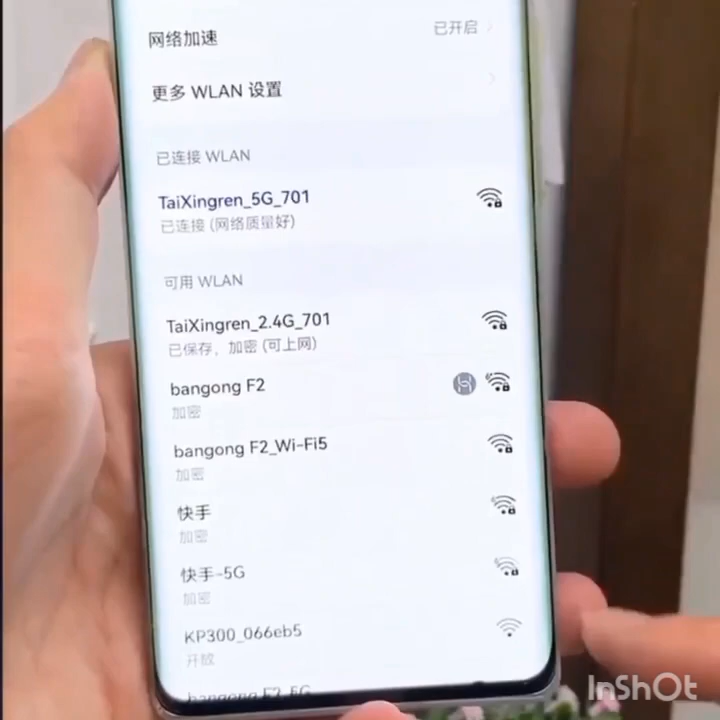 网络加速
已开启
更多 WLAN 设置
已连接 WLAN
TaiXingren_5G_701
已连接 (网络质量好)
可用 WLAN
TaiXingren_2.4G_701
已保存，加密 (可上网)
bangong F2
加密
bangong F2_Wi-Fi5
加密
快手
加密
快手-5G
加密
KP300_066eb5
开放
bangong F2_5G
InShOt